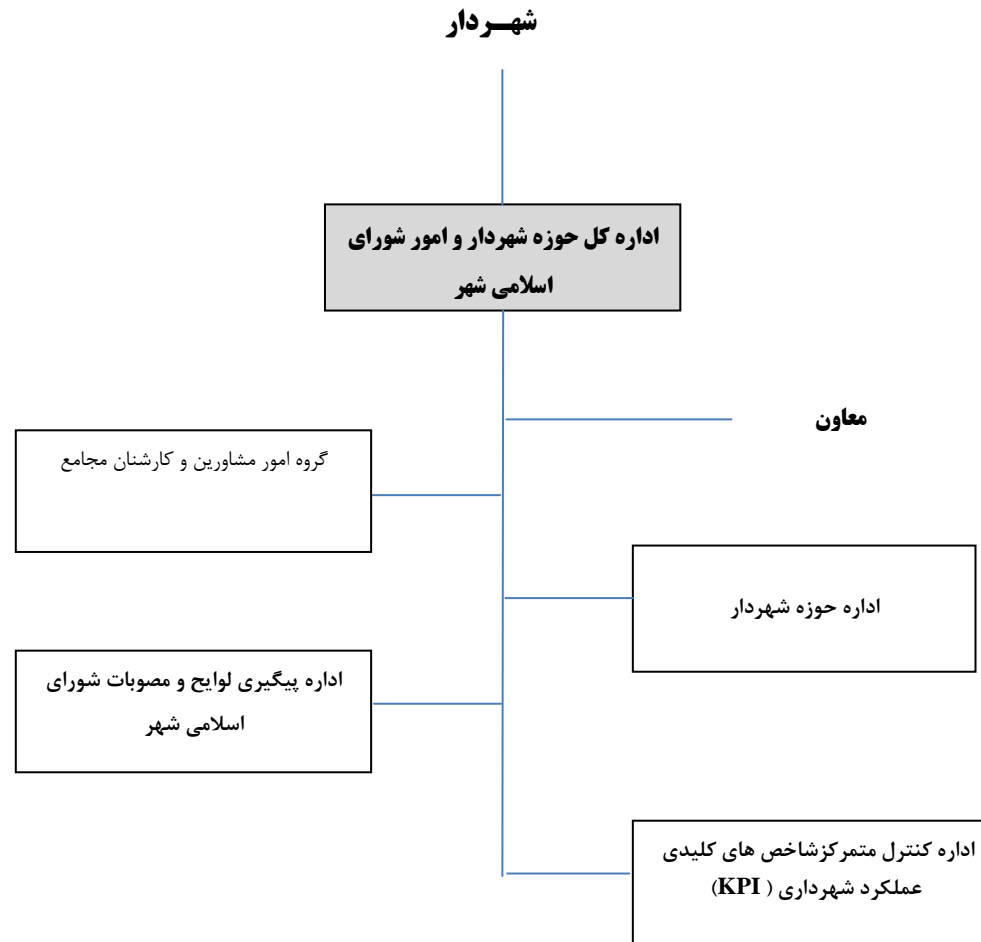 شهـــردار
اداره کل حوزه شهردار و امور شورای
اسلامی شهر
معاون
گروه امور مشاورین و کارشنان مجامع
اداره حوزه شهردار
اداره پیگیری لوایح و مصوبات شورای
اسلامی شهر
اداره کنترل متمرکزشاخص های کلیدی
عملکرد شهرداری ( KPI)